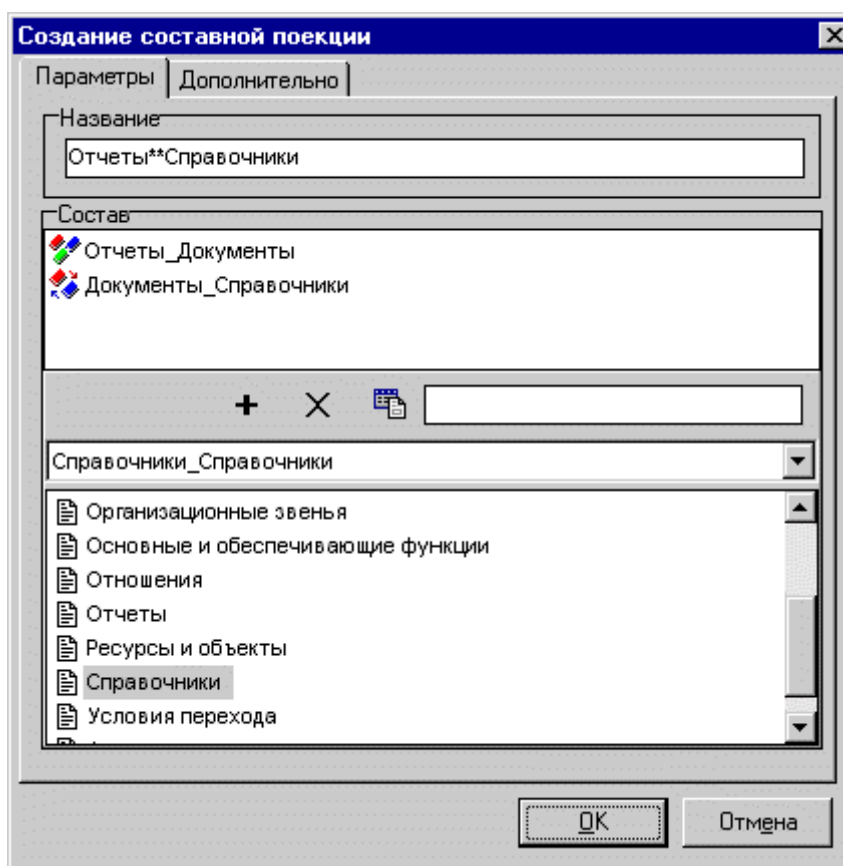 Создание составной поекции
Параметры Дополнительно
Название
Отчеты**Справочники
Состав
Отчеты_Документы
Документы_Справочники
Справочники_Справочники
Организационные звенья
Основные и обеспечивающие функции
Отношения
Отчеты
Ресурсы и объекты
Справочники
Условия перехода
OK Отмена